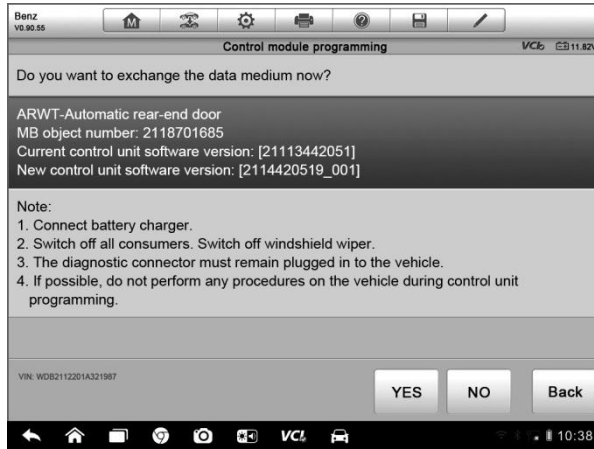 Benz
V0.90.55
Control module programming
VCI 11.82V
Do you want to exchange the data medium now?
ARWT-Automatic rear-end door
MB object number: 2118701685
Current control unit software version: [21113442051]
New control unit software version: [2114420519_001]
Note:
1. Connect battery charger.
2. Switch off all consumers. Switch off windshield wiper.
3. The diagnostic connector must remain plugged in to the vehicle.
4. If possible, do not perform any procedures on the vehicle during control unit
programming.
VIN: WDB2112201A321987
YES NO Back
VCI 10:38